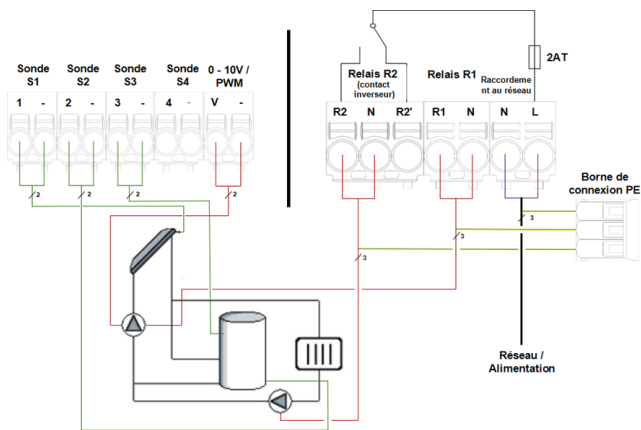 Sonde S1
Sonde S2
Sonde S3
Sonde S4
0 - 10V / PWM
1 - 2 - 3 - 4 - V -
2
2
2
2
Relais R2
(contact
inverseur)
Relais R1
Raccordeme
nt au réseau
2AT
R2 N R2' R1 N N L
3
3
3
Borne de
connexion PE
Réseau /
Alimentation